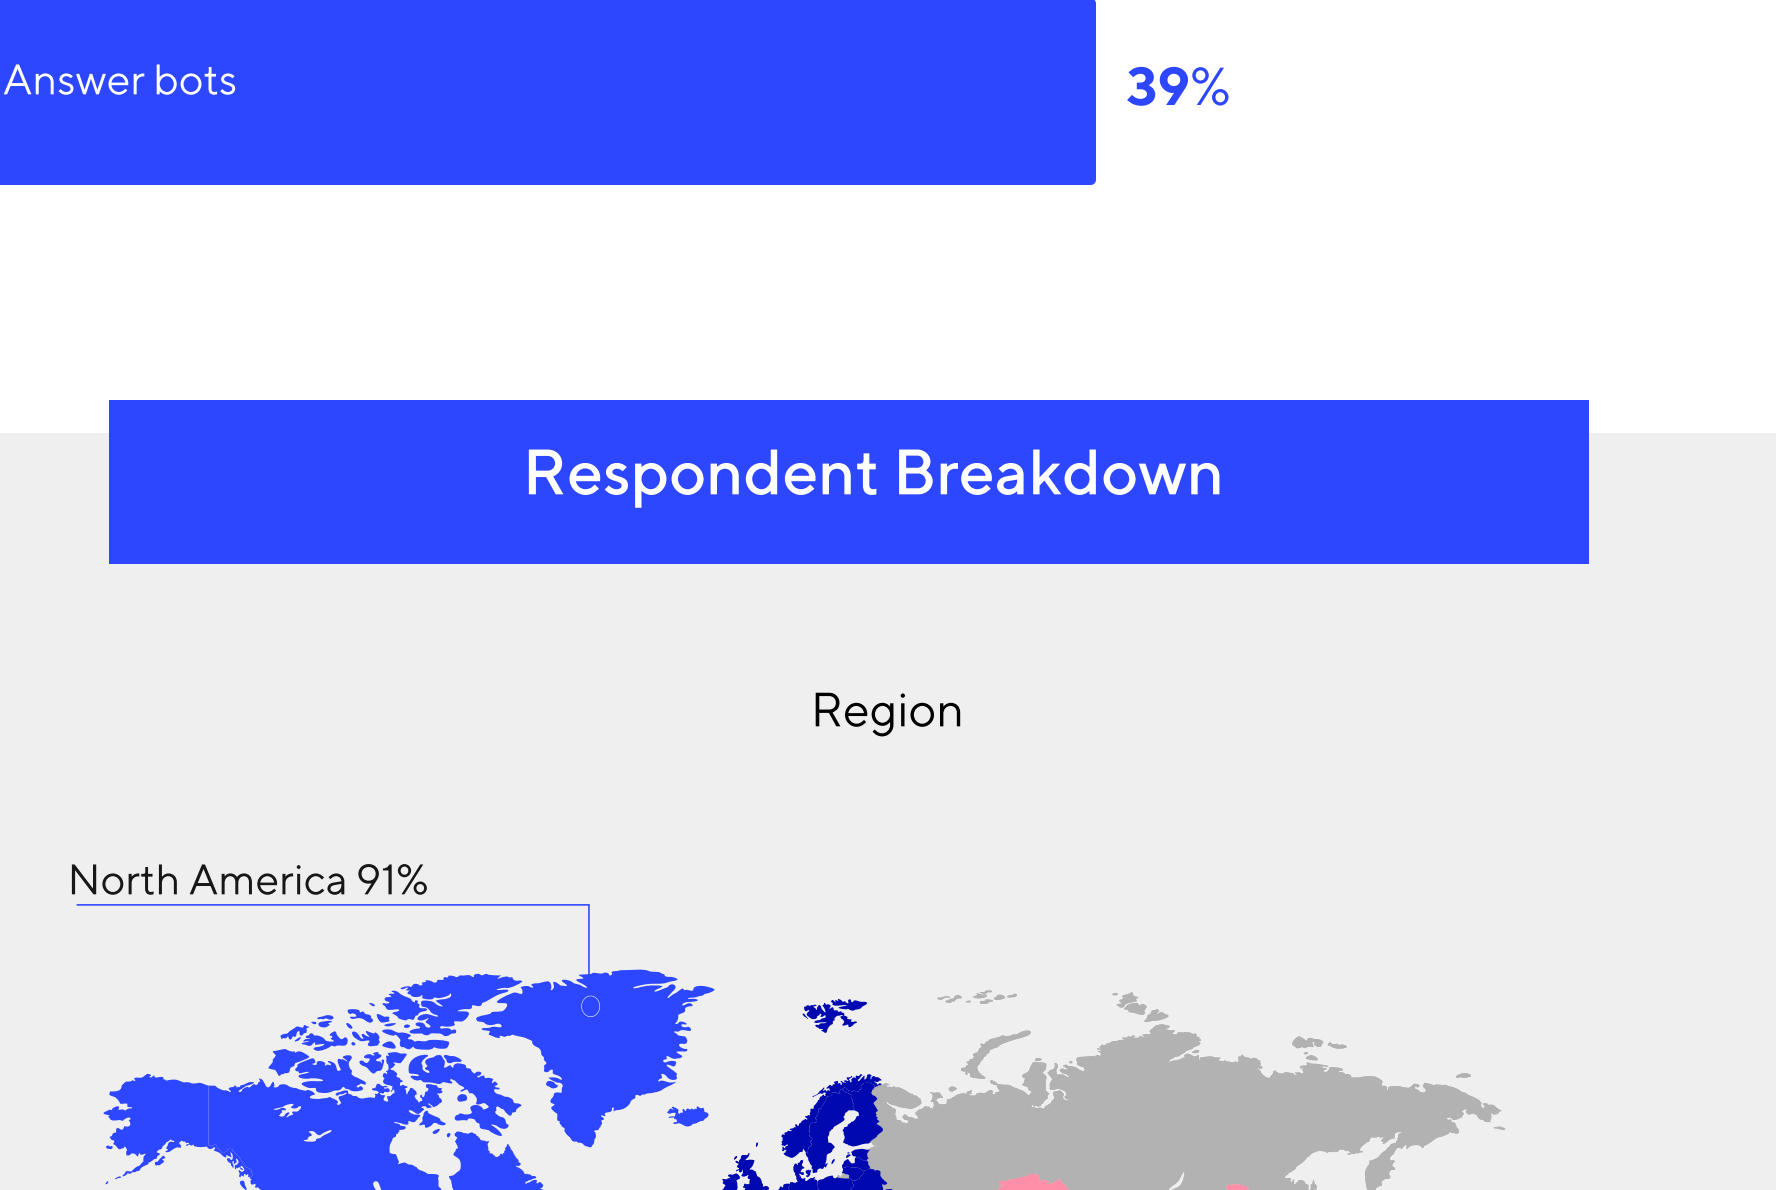 Answer bots
39%
Respondent Breakdown
Region
North America 91%